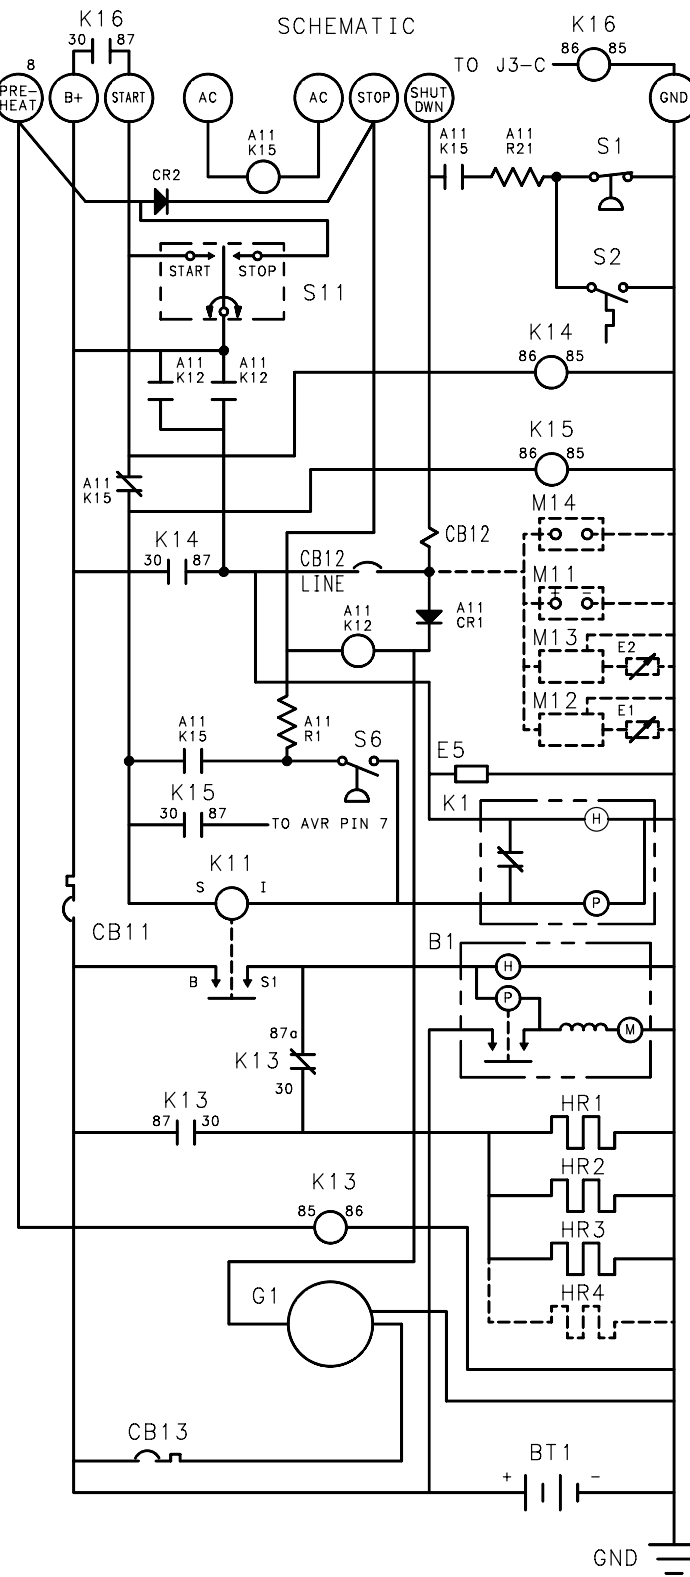 K16
30 87
SCHEMATIC
K16
86 85
TO J3-C
8
PRE-
HEAT
B+
START
AC
AC
STOP
SHUT
DWN
GND
A11
K15
A11
K15
A11
R21
S1
CR2
START
STOP
S11
S2
A11
K12
A11
K12
K14
86 85
K15
86 85
A11
K15
M14
K14
30 87
CB12
CB12
LINE
M11
+ -
A11
K12
A11
CR1
M13
E2
M12
E1
A11
K15
A11
R1
S6
E5
K15
30 87
TO AVR PIN 7
K1
H
K11
S I
P
CB11
B1
H
B S1
P
M
87a
K13
30
K13
87 30
HR1
HR2
K13
85 86
HR3
G1
HR4
CB13
BT1
+ -
GND